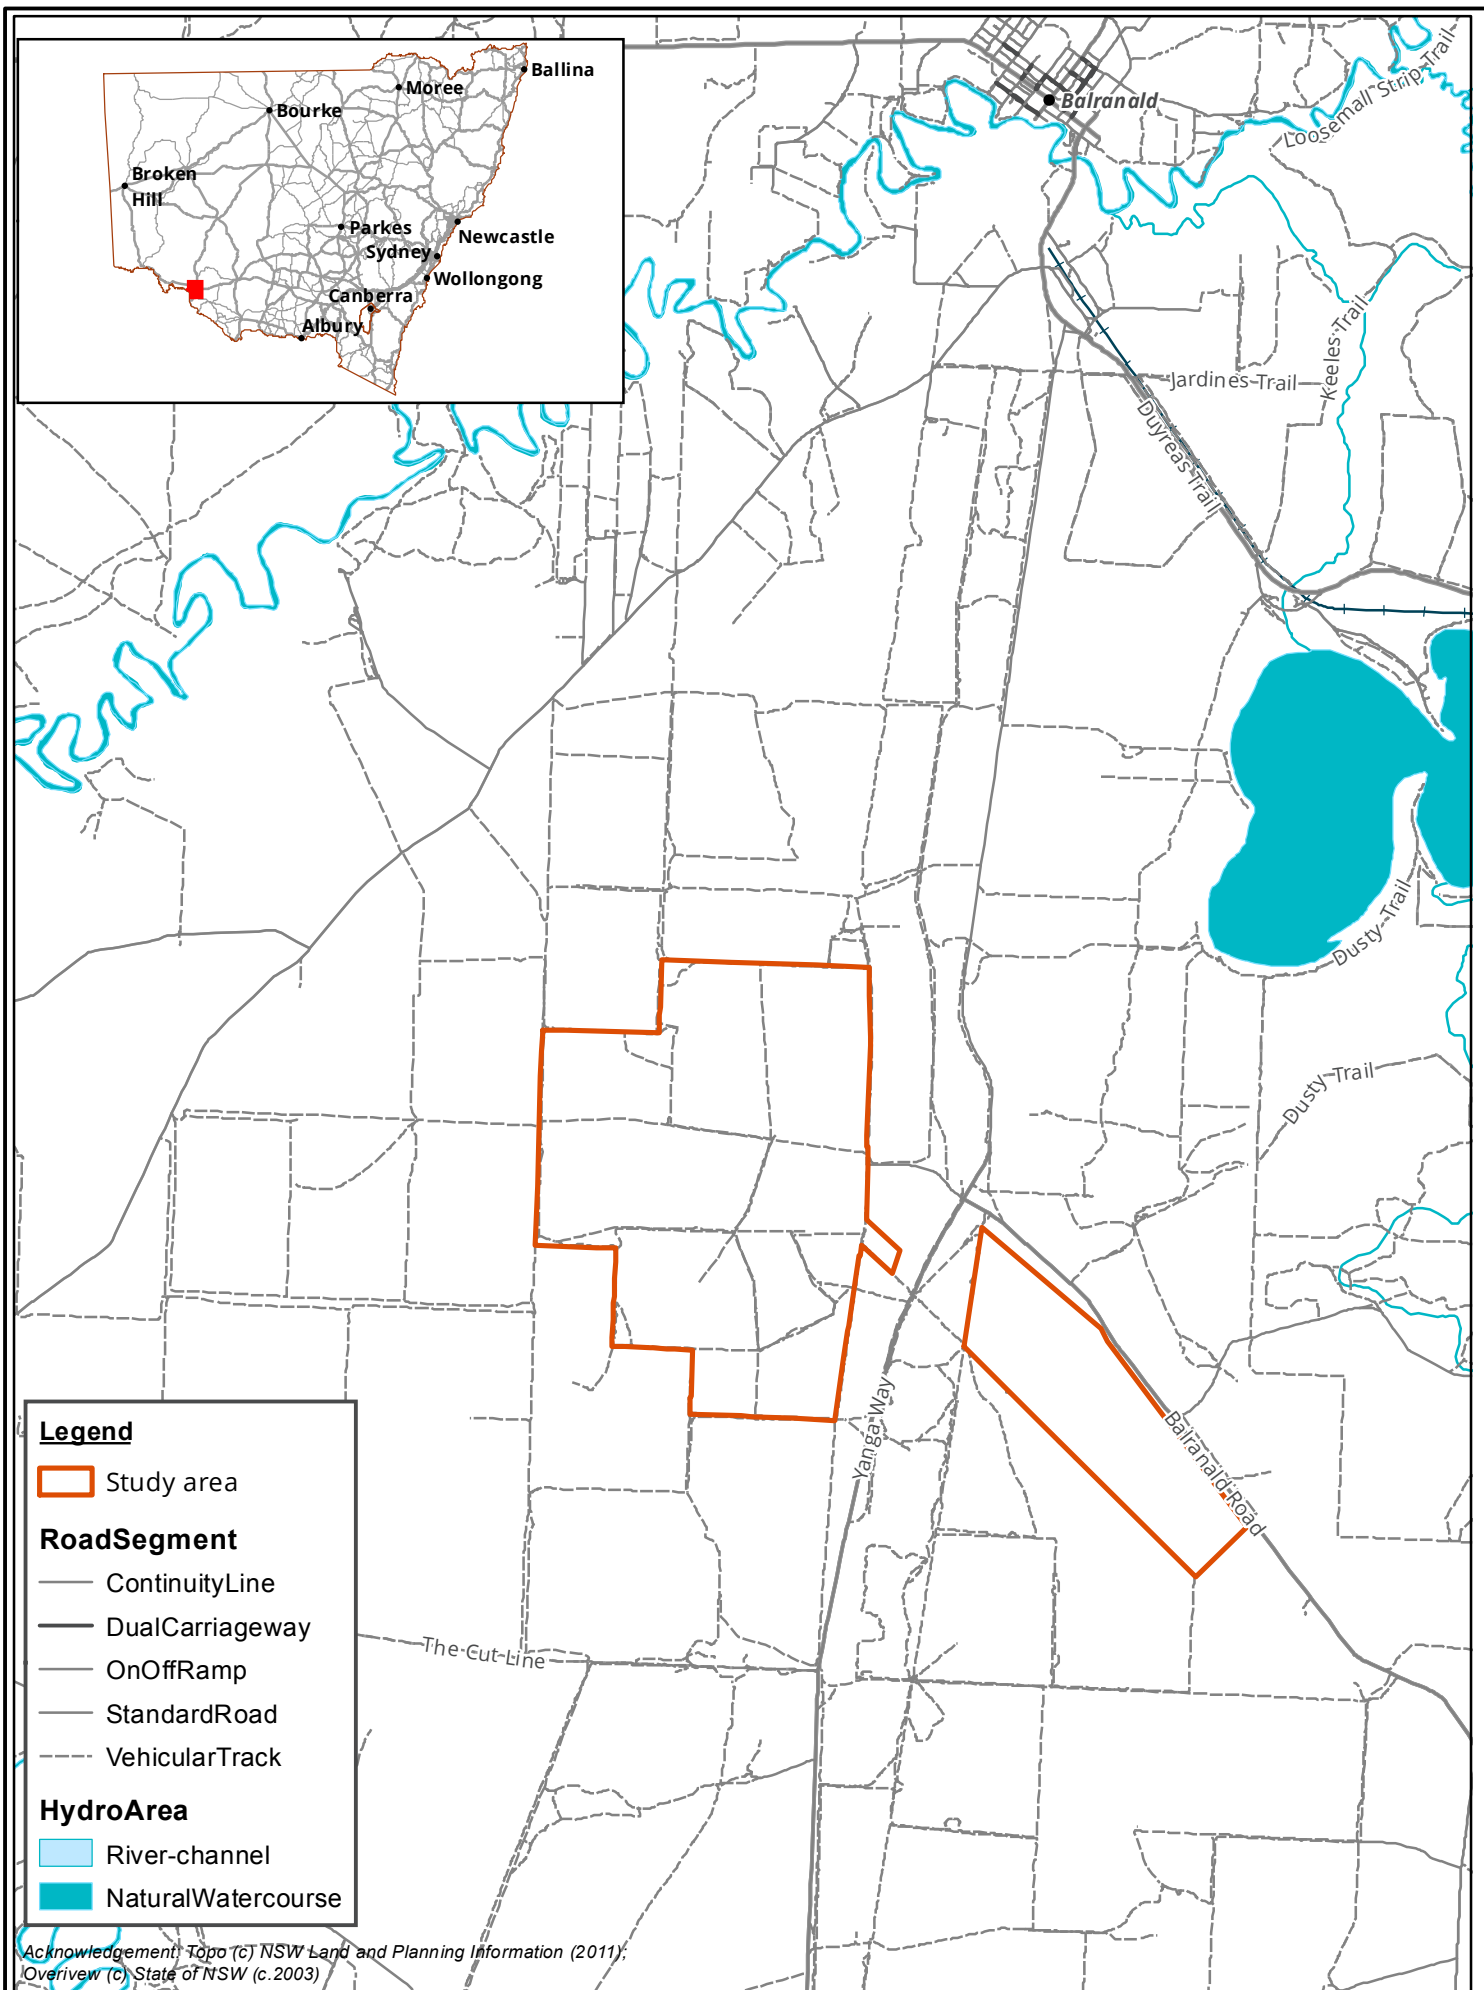 Ballina
Moree
Bourke
Broken
Hill
Parkes
Newcastle
Sydney
Wollongong
Canberra
Albury
Balranald
Loosemall Strip Trail
Keeles Trail
Jardines Trail
Duyreas Trail
Dusty Trail
Dusty Trail
Yanga Way
Balranald Road
The Cut Line
Legend
Study area
RoadSegment
ContinuityLine
DualCarriageway
OnOffRamp
StandardRoad
VehicularTrack
HydroArea
River-channel
NaturalWatercourse
Acknowledgement: Topo (c) NSW Land and Planning Information (2011);
Overivew (c) State of NSW (c.2003)